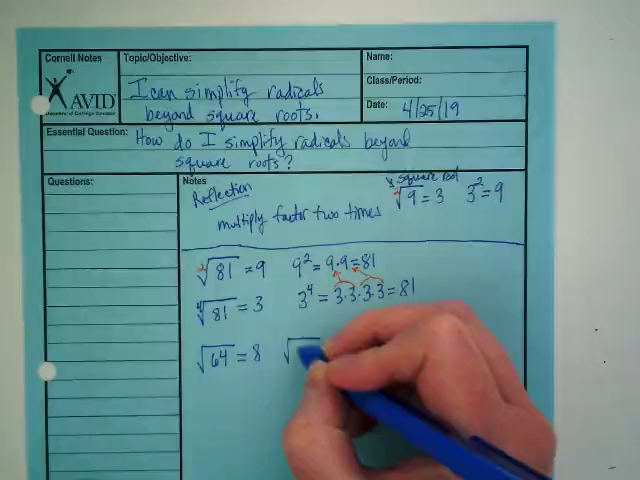 Cornell Notes
AVID
Topic/Objective:
I can simplify radicals
beyond square roots.
Name:
Class/Period:
Date: 4/25/19
Essential Question: How do I simplify radicals beyond
square roots?
Questions:
Notes
Reflection
multiply factor two times
square root
²√9 = 3 3² = 9
²√81 = 9 9² = 9·9 = 81
⁴√81 = 3 3⁴ = 3·3·3·3 = 81
√64 = 8 √